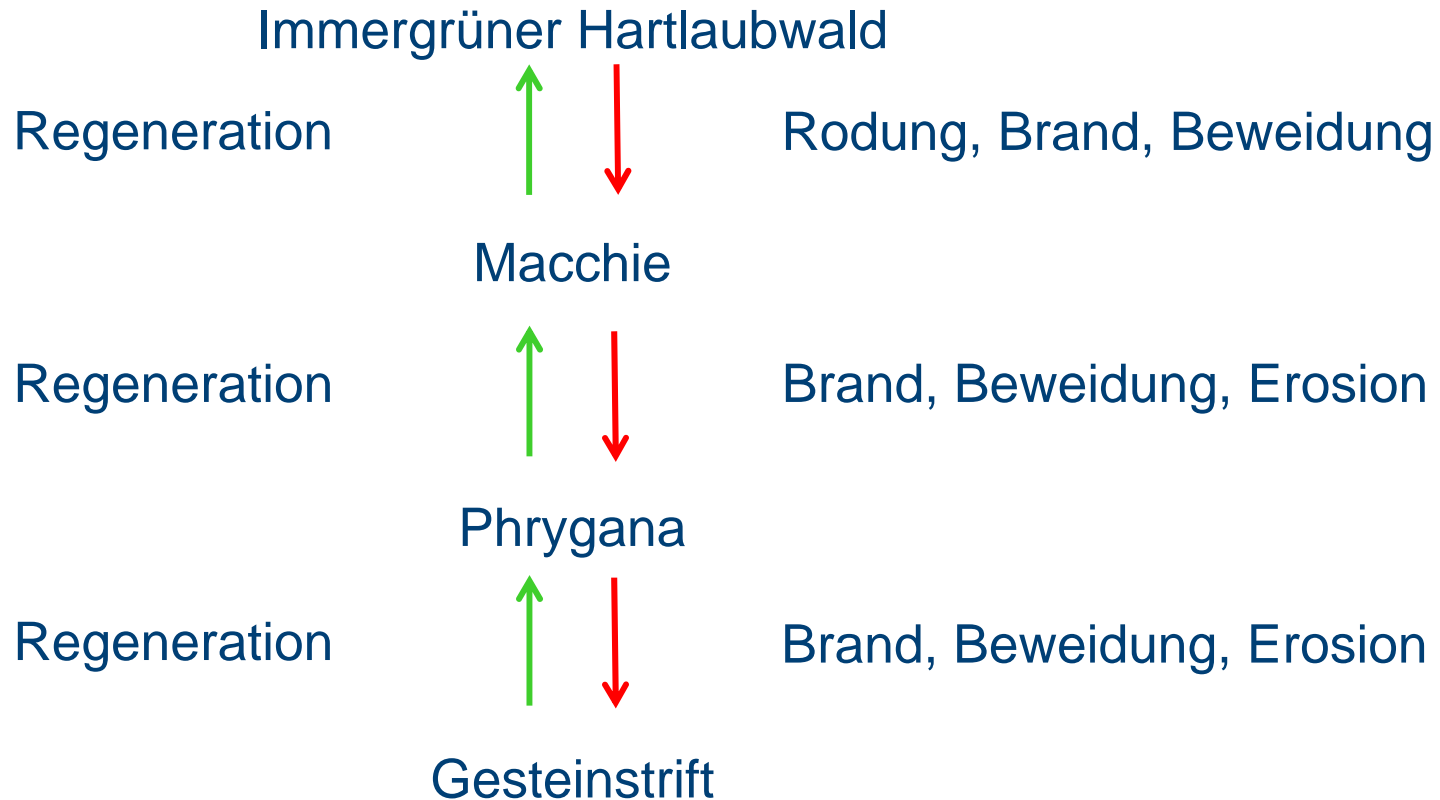 Immergrüner Hartlaubwald
Regeneration
Rodung, Brand, Beweidung
Macchie
Regeneration
Brand, Beweidung, Erosion
Phrygana
Regeneration
Brand, Beweidung, Erosion
Gesteinstrift